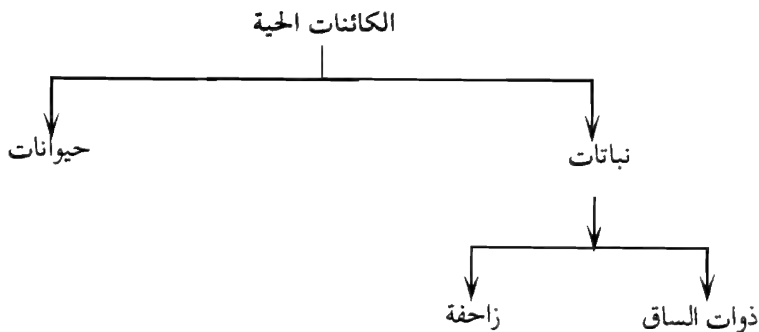 الكائنات الحية
نباتات
حيوانات
ذوات الساق
زاحفة